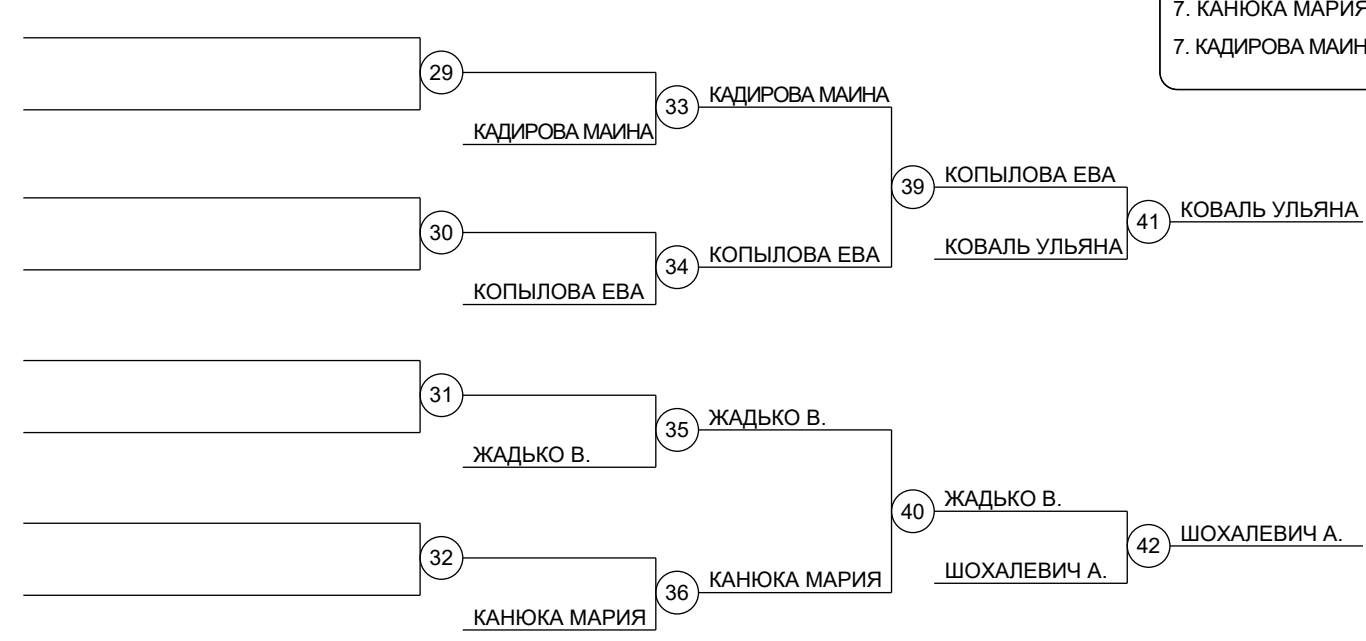 7. КАНЮКА МАРИЯ
7. КАДИРОВА МАИН
29
33
КАДИРОВА МАИНА
КАДИРОВА МАИНА
39
КОПЫЛОВА ЕВА
41
КОВАЛЬ УЛЬЯНА
30
34
КОПЫЛОВА ЕВА
КОВАЛЬ УЛЬЯНА
КОПЫЛОВА ЕВА
31
35
ЖАДЬКО В.
ЖАДЬКО В.
40
ЖАДЬКО В.
42
ШОХАЛЕВИЧ А.
32
36
КАНЮКА МАРИЯ
ШОХАЛЕВИЧ А.
КАНЮКА МАРИЯ